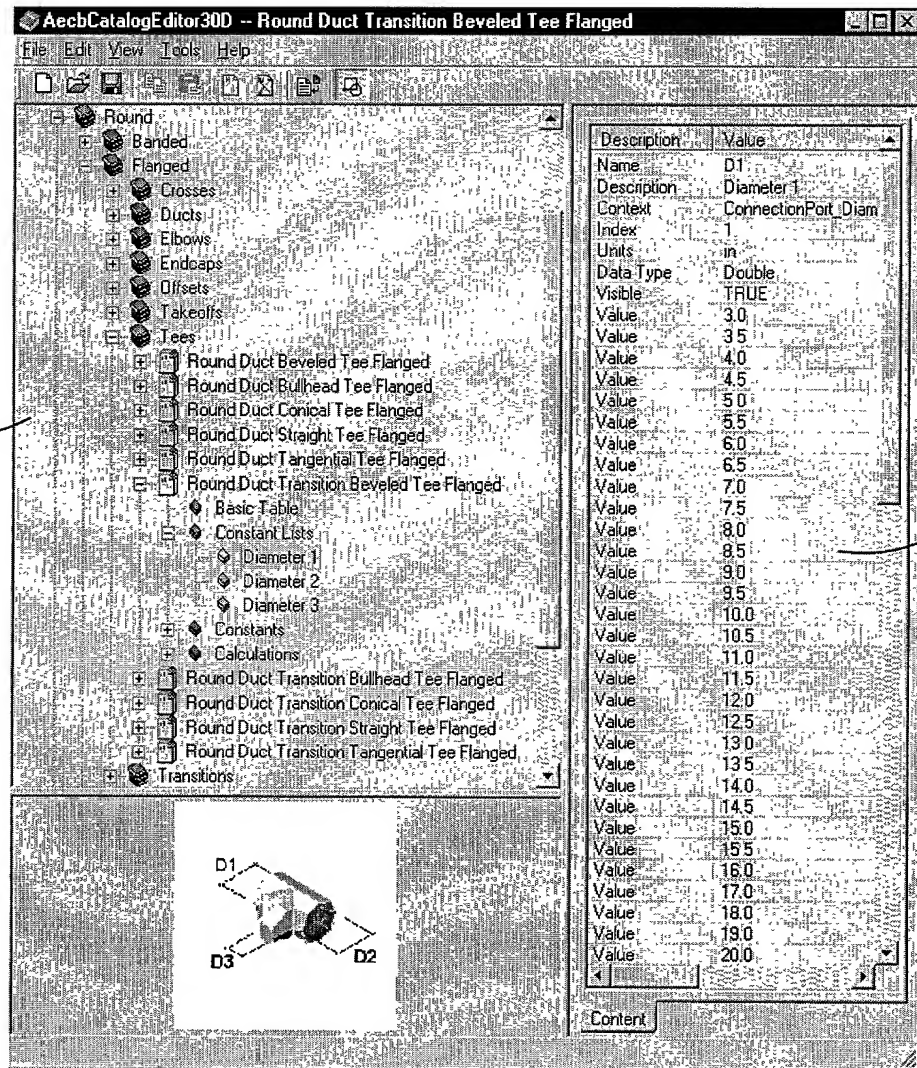 AecbCatalogEditor30D -- Round Duct Transition Beveled Tee Flanged
File Edit View Tools Help
Round
Banded
Flanged
Crosses
Ducts
Elbows
Endcaps
Offsets
Takeoffs
Tees
Round Duct Beveled Tee Flanged
Round Duct Bullhead Tee Flanged
Round Duct Conical Tee Flanged
Round Duct Straight Tee Flanged
Round Duct Tangential Tee Flanged
Round Duct Transition Beveled Tee Flanged
Basic Table
Constant Lists
Diameter 1
Diameter 2
Diameter 3
Constants
Calculations
Round Duct Transition Bullhead Tee Flanged
Round Duct Transition Conical Tee Flanged
Round Duct Transition Straight Tee Flanged
Round Duct Transition Tangential Tee Flanged
Transitions
D1
D3
D2
Description Value
Name D1
Description Diameter 1
Context ConnectionPort_Diam
Index 1
Units in
Data Type Double
Visible TRUE
Value 3.0
Value 3.5
Value 4.0
Value 4.5
Value 5.0
Value 5.5
Value 6.0
Value 6.5
Value 7.0
Value 7.5
Value 8.0
Value 8.5
Value 9.0
Value 9.5
Value 10.0
Value 10.5
Value 11.0
Value 11.5
Value 12.0
Value 12.5
Value 13.0
Value 13.5
Value 14.0
Value 14.5
Value 15.0
Value 15.5
Value 16.0
Value 17.0
Value 18.0
Value 19.0
Value 20.0
Content